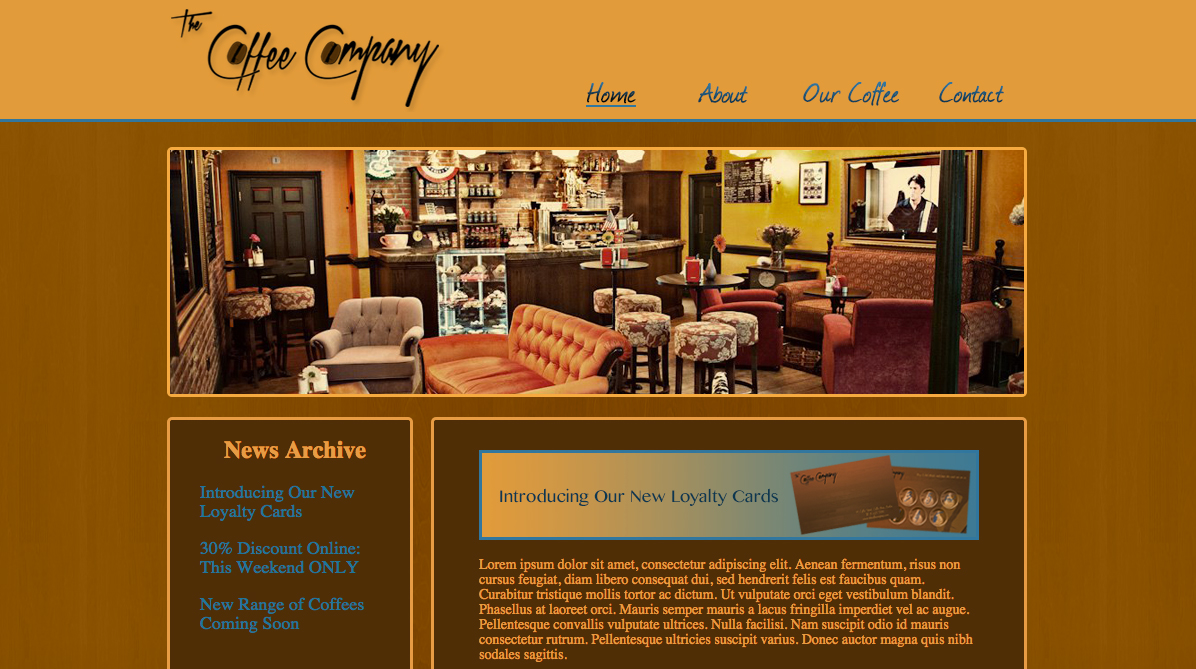 The Coffee Company
Home About Our Coffee Contact
News Archive
Introducing Our New
Loyalty Cards
30% Discount Online:
This Weekend ONLY
New Range of Coffees
Coming Soon
Introducing Our New Loyalty Cards
The Coffee Company
Lorem ipsum dolor sit amet, consectetur adipiscing elit. Aenean fermentum, risus non
cursus feugiat, diam libero consequat dui, sed hendrerit felis est faucibus quam.
Curabitur tristique mollis tortor ac dictum. Ut vulputate orci eget vestibulum blandit.
Phasellus at laoreet orci. Mauris semper mauris a lacus fringilla imperdiet vel ac augue.
Pellentesque convallis vulputate ultrices. Nulla facilisi. Nam suscipit odio id mauris
consectetur rutrum. Pellentesque ultricies suscipit varius. Donec auctor magna quis nibh
sodales sagittis.